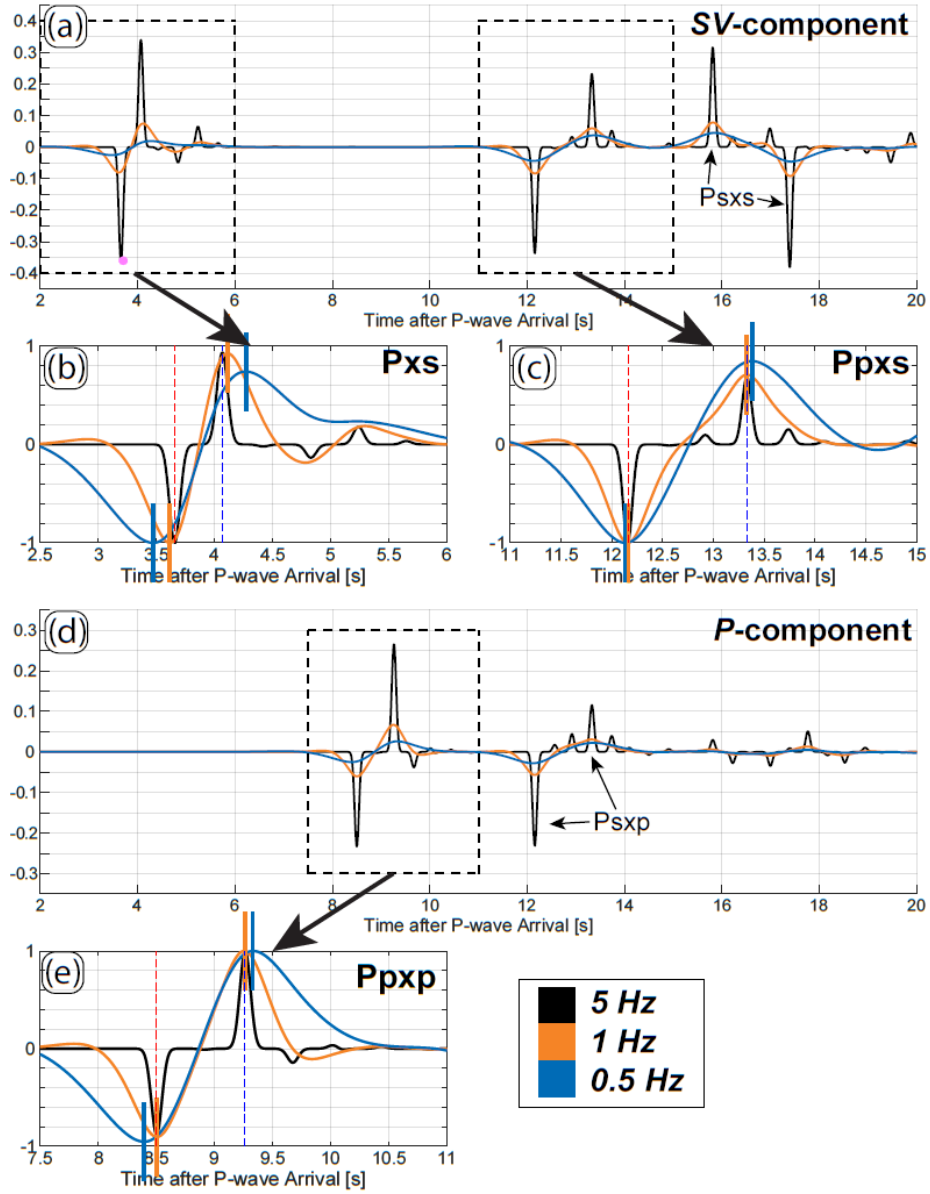 (a)
SV-component
0.4
0.3
0.2
0.1
0
-0.1
-0.2
-0.3
-0.4
Psxs
2 4 6 8 10 12 14 16 18 20
Time after P-wave Arrival [s]
(b)
Pxs
1
0
-1
2.5 3 3.5 4 4.5 5 5.5 6
Time after P-wave Arrival [s]
(c)
Ppxs
1
0
-1
11 11.5 12 12.5 13 13.5 14 14.5 15
Time after P-wave Arrival [s]
(d)
P-component
0.3
0.2
0.1
0
-0.1
-0.2
-0.3
Psxp
2 4 6 8 10 12 14 16 18 20
Time after P-wave Arrival [s]
(e)
Ppxp
1
0
-1
7.5 8 8.5 9 9.5 10 10.5 11
Time after P-wave Arrival [s]
5 Hz
1 Hz
0.5 Hz